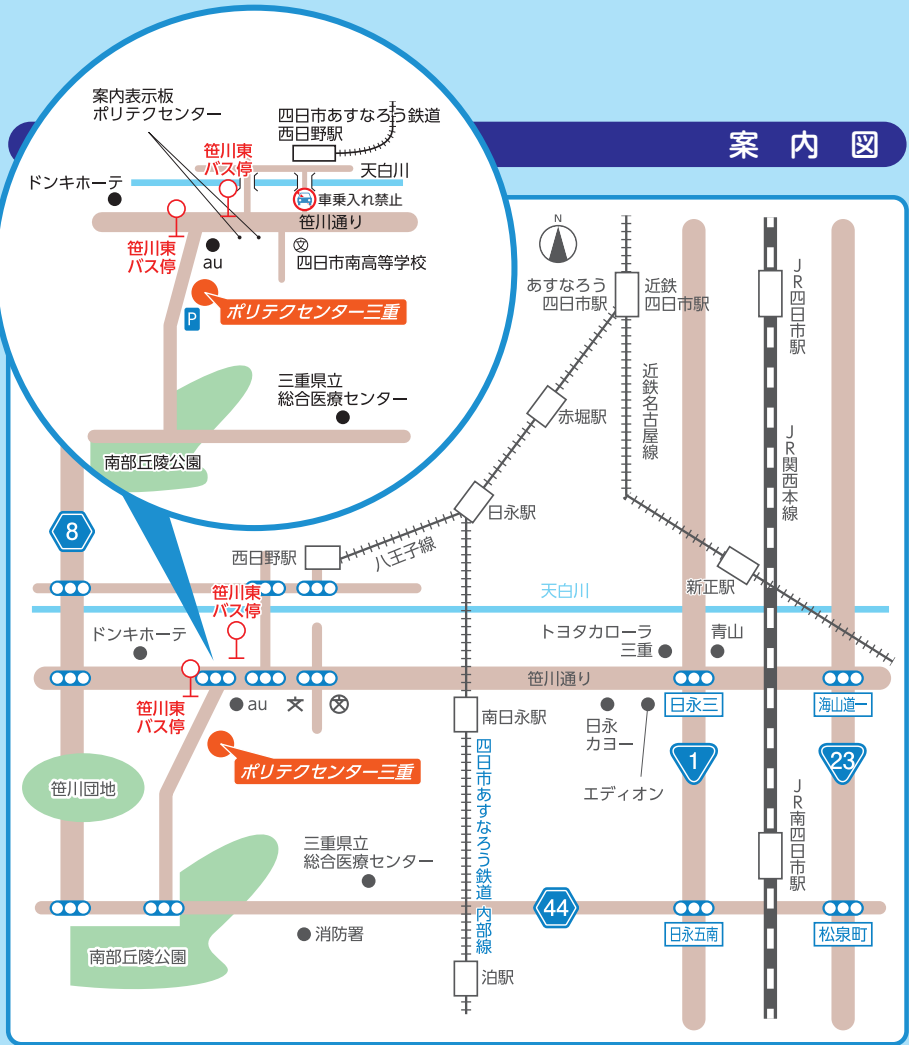 案内図
案内表示板
ポリテクセンター
四日市あすなろう鉄道
西日野駅
笹川東
バス停
天白川
ドンキホーテ
車乗入れ禁止
笹川通り
笹川東
バス停
au
文
四日市南高等学校
P
ポリテクセンター三重
三重県立
総合医療センター
南部丘陵公園
N
あすなろう
四日市駅
近鉄
四日市駅
JR四日市駅
近鉄名古屋線
赤堀駅
JR関西本線
日永駅
8
西日野駅
八王子線
新正駅
笹川東
バス停
天白川
ドンキホーテ
トヨタカローラ
三重
青山
笹川通り
笹川東
バス停
au
文
文
南日永駅
日永
カヨー
日永三
海山道一
ポリテクセンター三重
1
23
エディオン
笹川団地
四日市あすなろう鉄道 内部線
JR南四日市駅
三重県立
総合医療センター
44
消防署
日永五南
松泉町
南部丘陵公園
泊駅